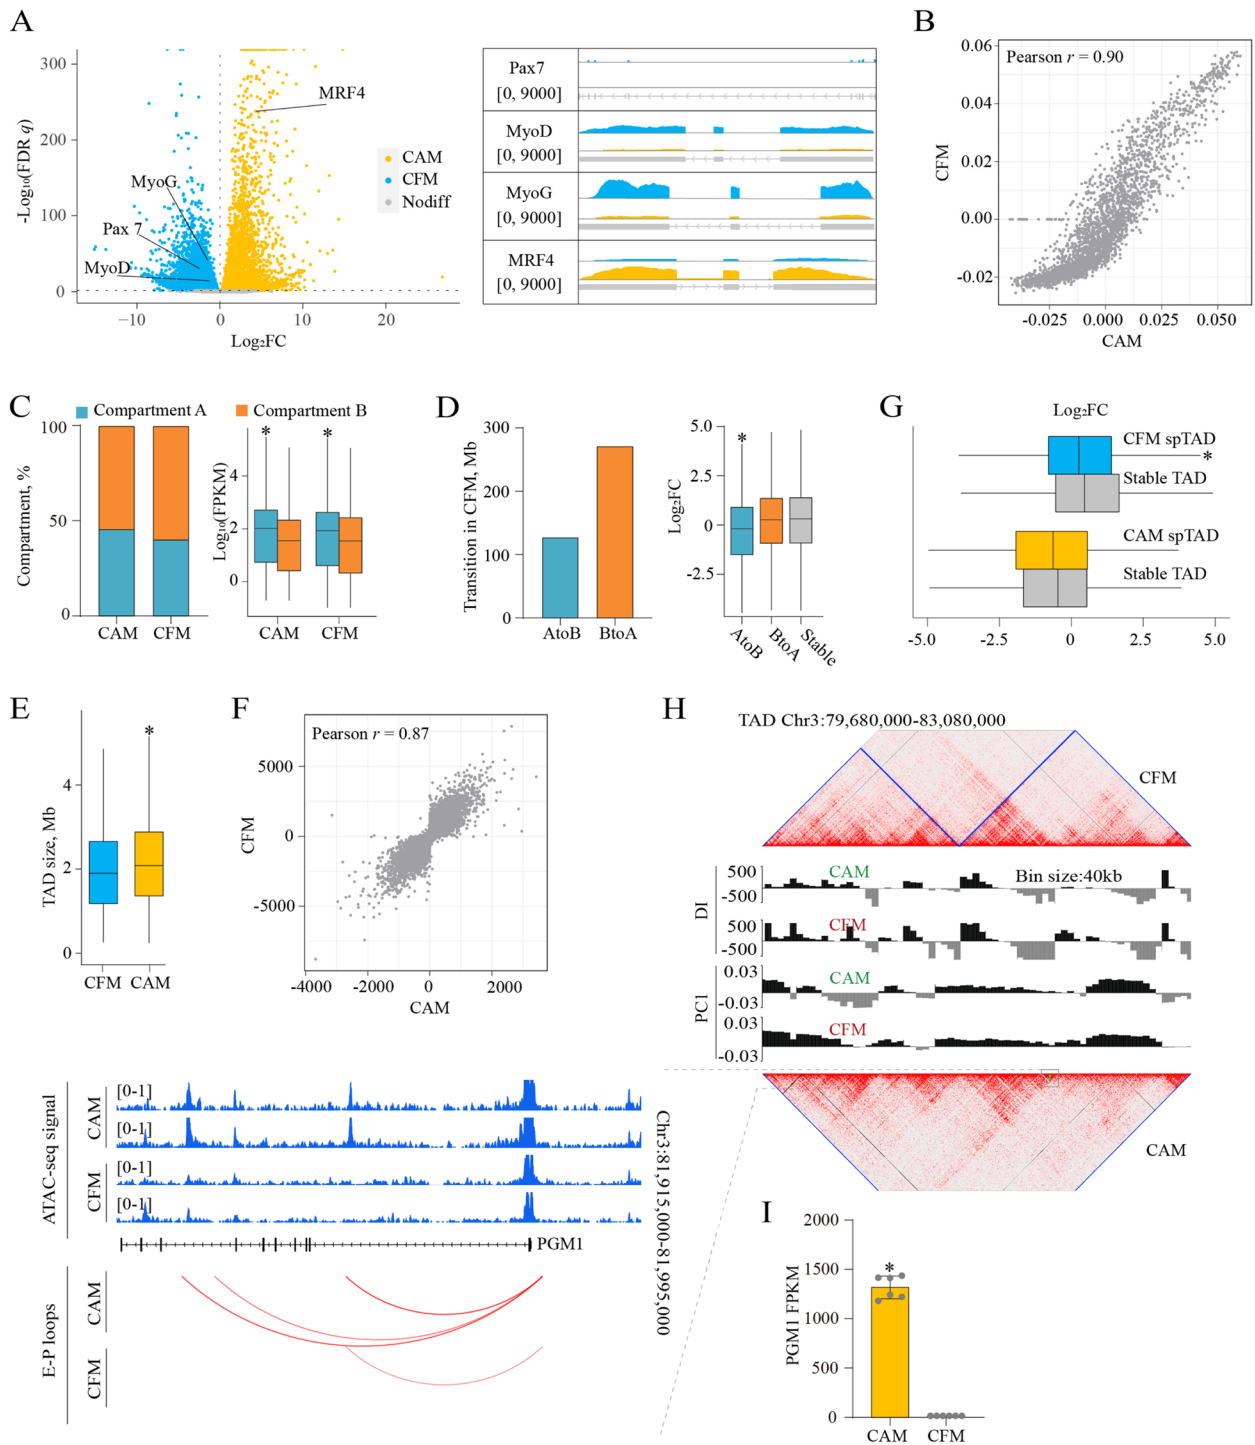 A
300
200
100
0
-Log₁₀(FDR q)
−10
0
10
20
Log₂FC
MRF4
MyoG
Pax 7
MyoD
CAM
CFM
Nodiff
Pax7
[0, 9000]
MyoD
[0, 9000]
MyoG
[0, 9000]
MRF4
[0, 9000]
B
Pearson r = 0.90
0.06
0.04
0.02
0.00
-0.02
CFM
-0.025
0.000
0.025
0.050
CAM
C
Compartment A
Compartment B
100
50
0
Compartment, %
CAM
CFM
Log₁₀(FPKM)
4
2
0
*
*
CAM
CFM
D
Transition in CFM, Mb
300
200
100
0
AtoB
BtoA
Log₂FC
5.0
2.5
0
-2.5
*
AtoB
BtoA
Stable
G
Log₂FC
CFM spTAD
*
Stable TAD
CAM spTAD
Stable TAD
-5.0
-2.5
0
2.5
5.0
E
TAD size, Mb
4
2
0
*
CFM
CAM
F
Pearson r = 0.87
5000
0
-5000
CFM
-4000
-2000
0
2000
CAM
H
TAD Chr3:79,680,000-83,080,000
CFM
DI
500
-500
CAM
Bin size:40kb
500
-500
CFM
PC1
0.03
-0.03
CAM
0.03
-0.03
CFM
CAM
ATAC-seq signal
CAM
[0-1]
[0-1]
CFM
[0-1]
[0-1]
PGM1
E-P loops
CAM
CFM
Chr3:81,915,000-81,995,000
I
PGM1 FPKM
2000
1500
1000
500
0
*
CAM
CFM